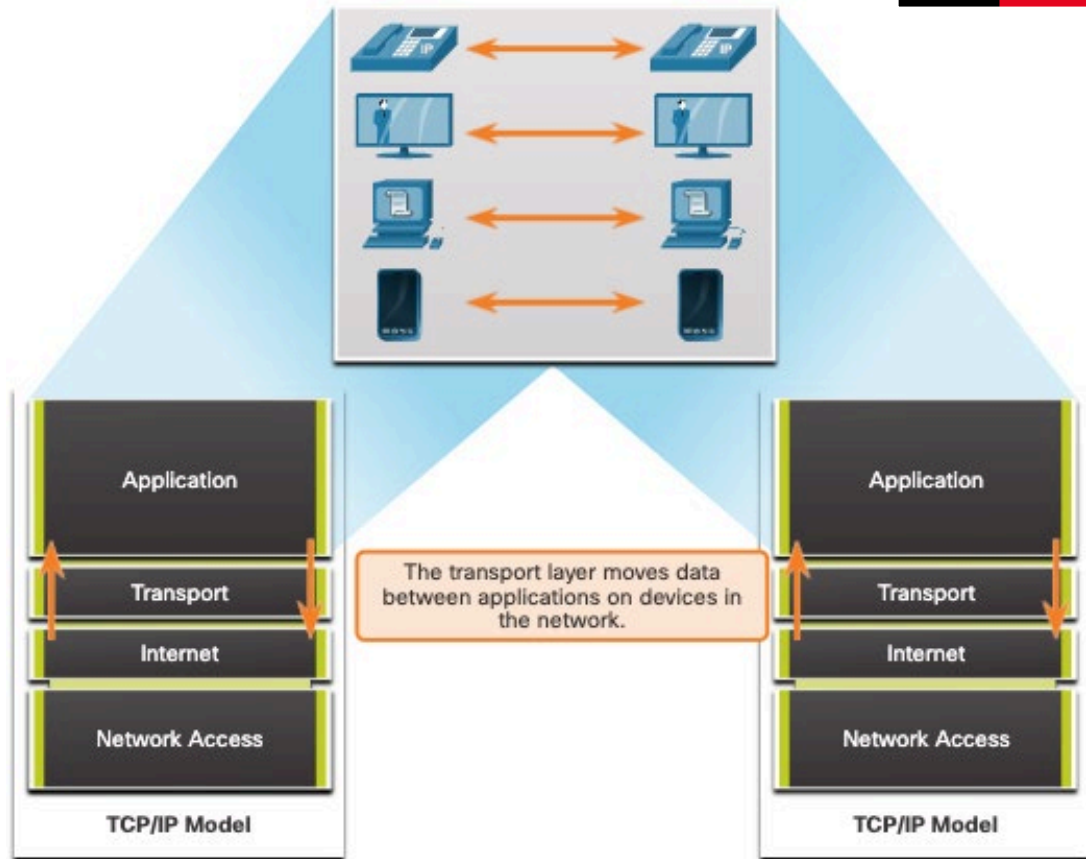 IP
IP
Application
Transport
Internet
Network Access
TCP/IP Model
The transport layer moves data
between applications on devices in
the network.
Application
Transport
Internet
Network Access
TCP/IP Model